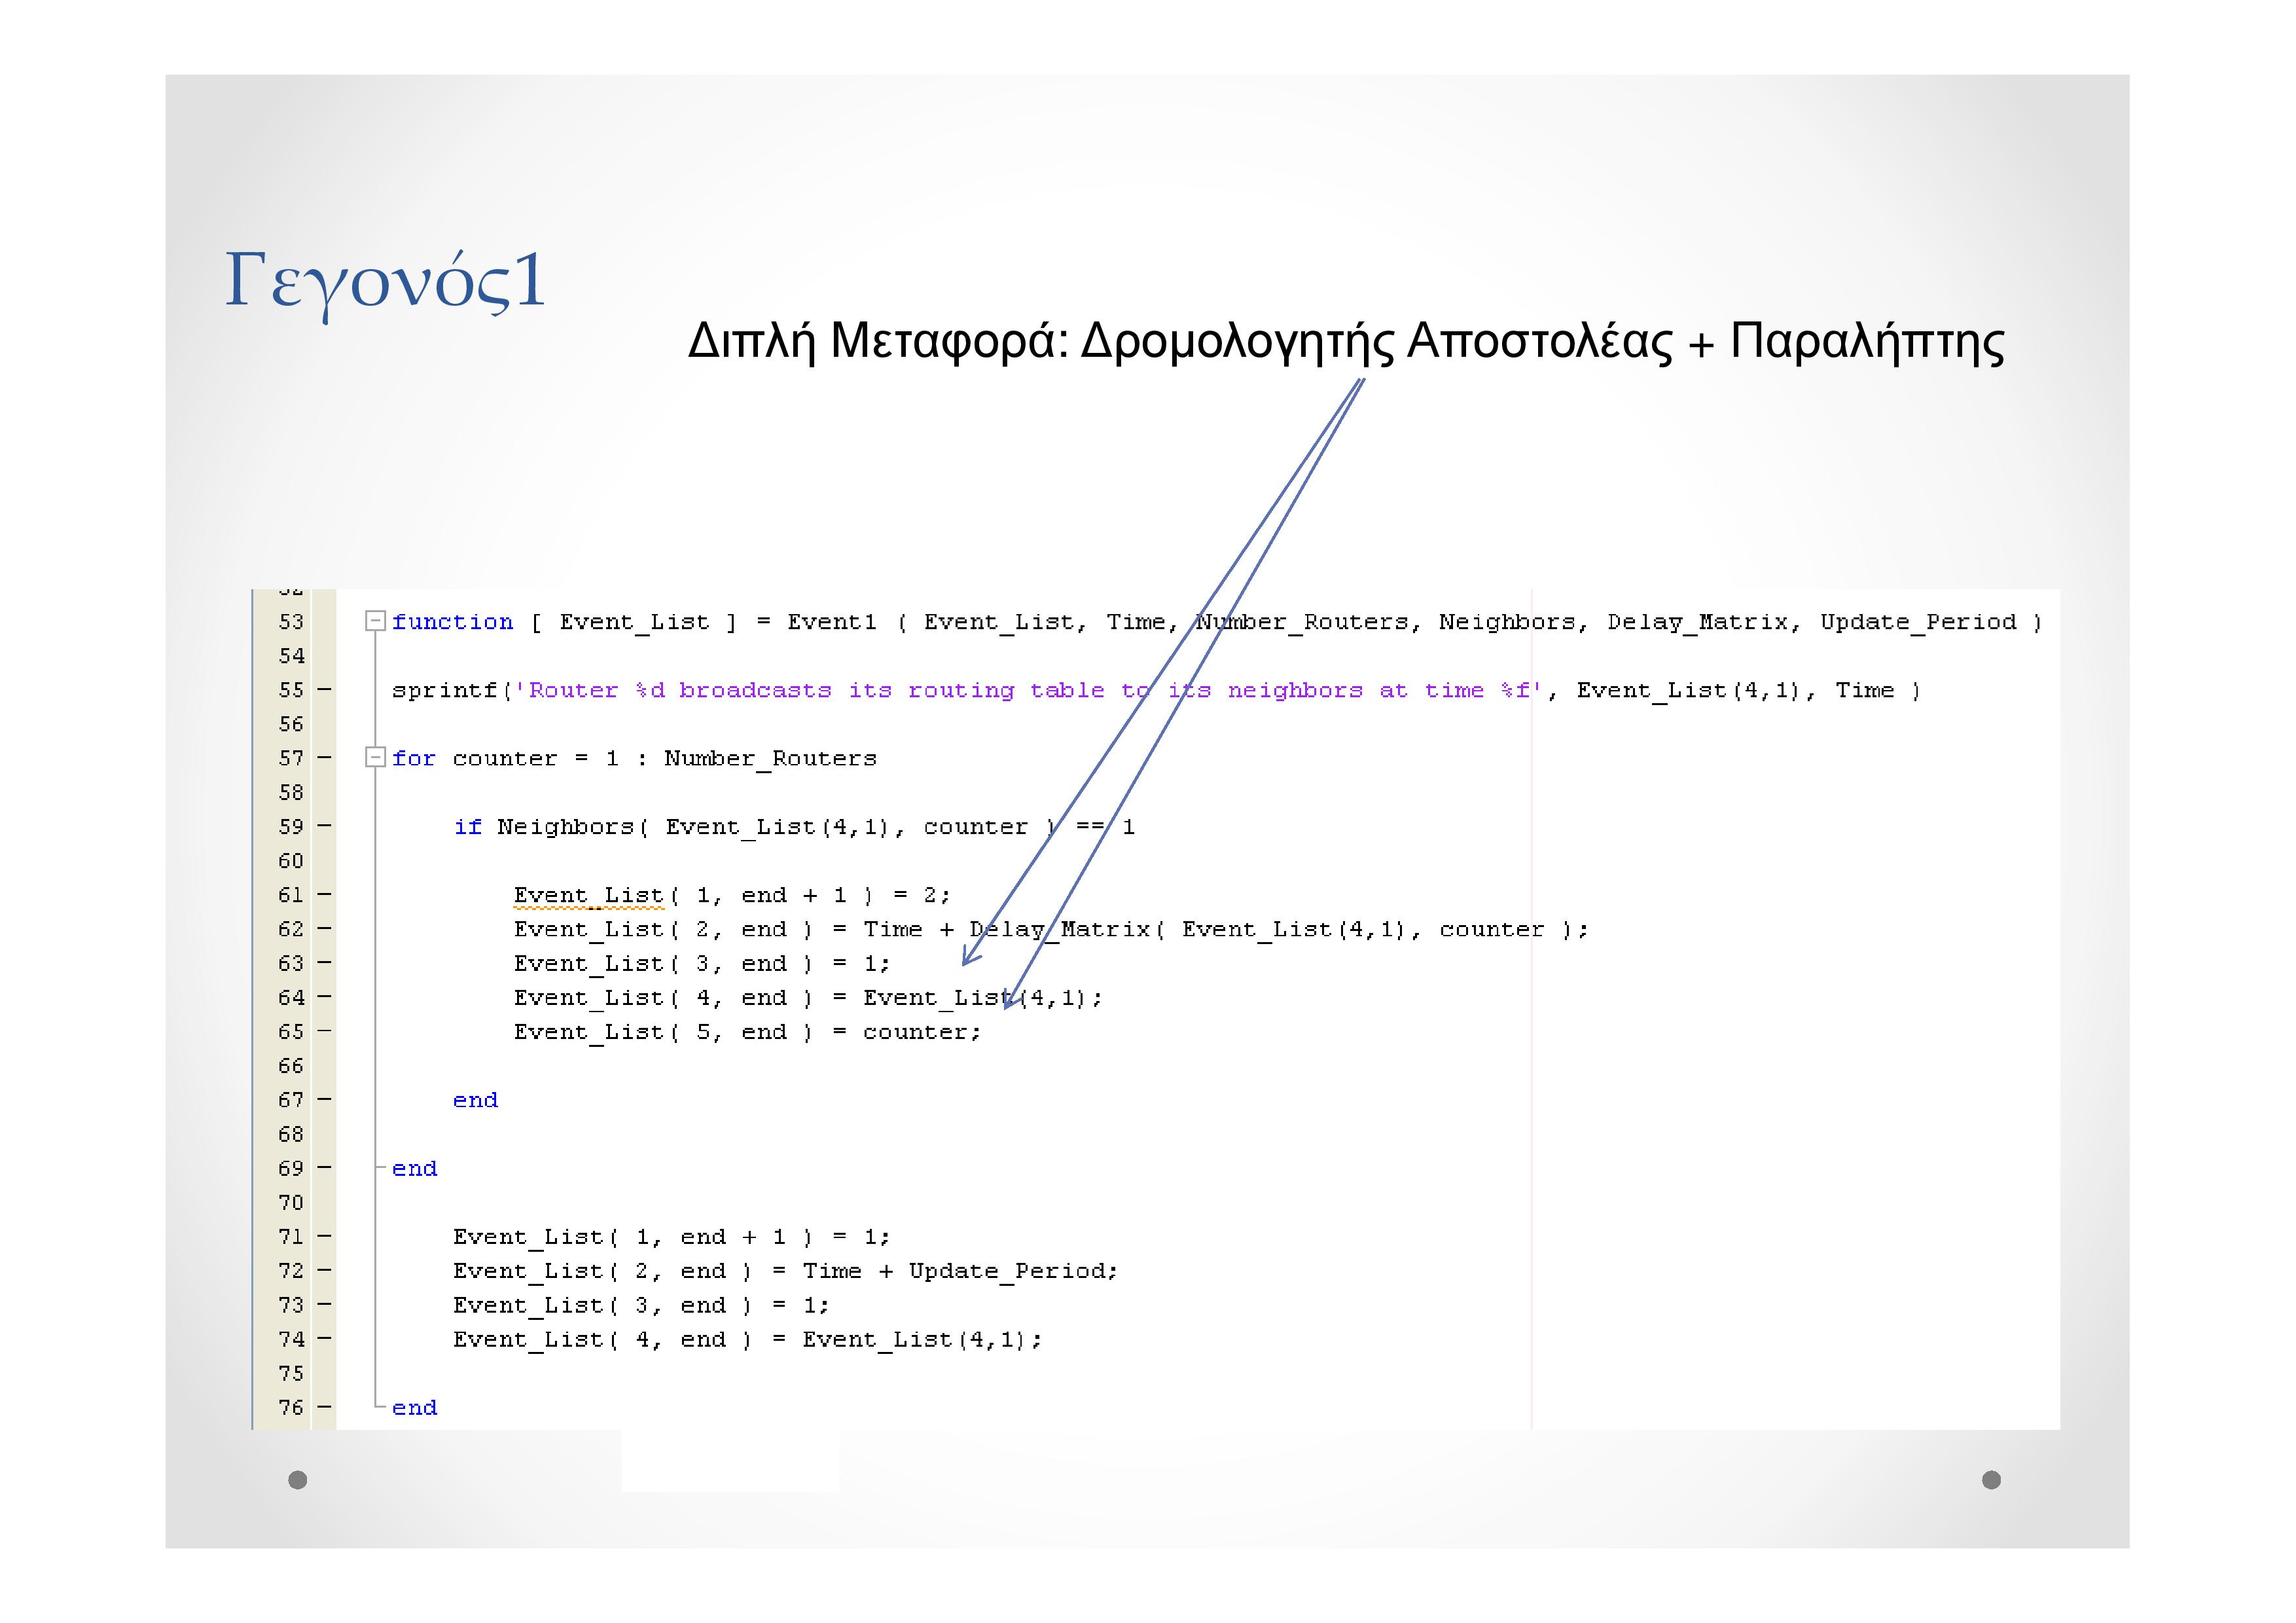 Γεγονός1
Διπλή Μεταφορά: Δρομολογητής Αποστολέας + Παραλήπτης
53 function [ Event_List ] = Event1 ( Event_List, Time, Number_Routers, Neighbors, Delay_Matrix, Update_Period )
54
55 sprintf('Router %d broadcasts its routing table to its neighbors at time %f', Event_List(4,1), Time )
56
57 for counter = 1 : Number_Routers
58
59 if Neighbors( Event_List(4,1), counter ) == 1
60
61 Event_List( 1, end + 1 ) = 2;
62 Event_List( 2, end ) = Time + Delay_Matrix( Event_List(4,1), counter );
63 Event_List( 3, end ) = 1;
64 Event_List( 4, end ) = Event_List(4,1);
65 Event_List( 5, end ) = counter;
66
67 end
68
69 end
70
71 Event_List( 1, end + 1 ) = 1;
72 Event_List( 2, end ) = Time + Update_Period;
73 Event_List( 3, end ) = 1;
74 Event_List( 4, end ) = Event_List(4,1);
75
76 end